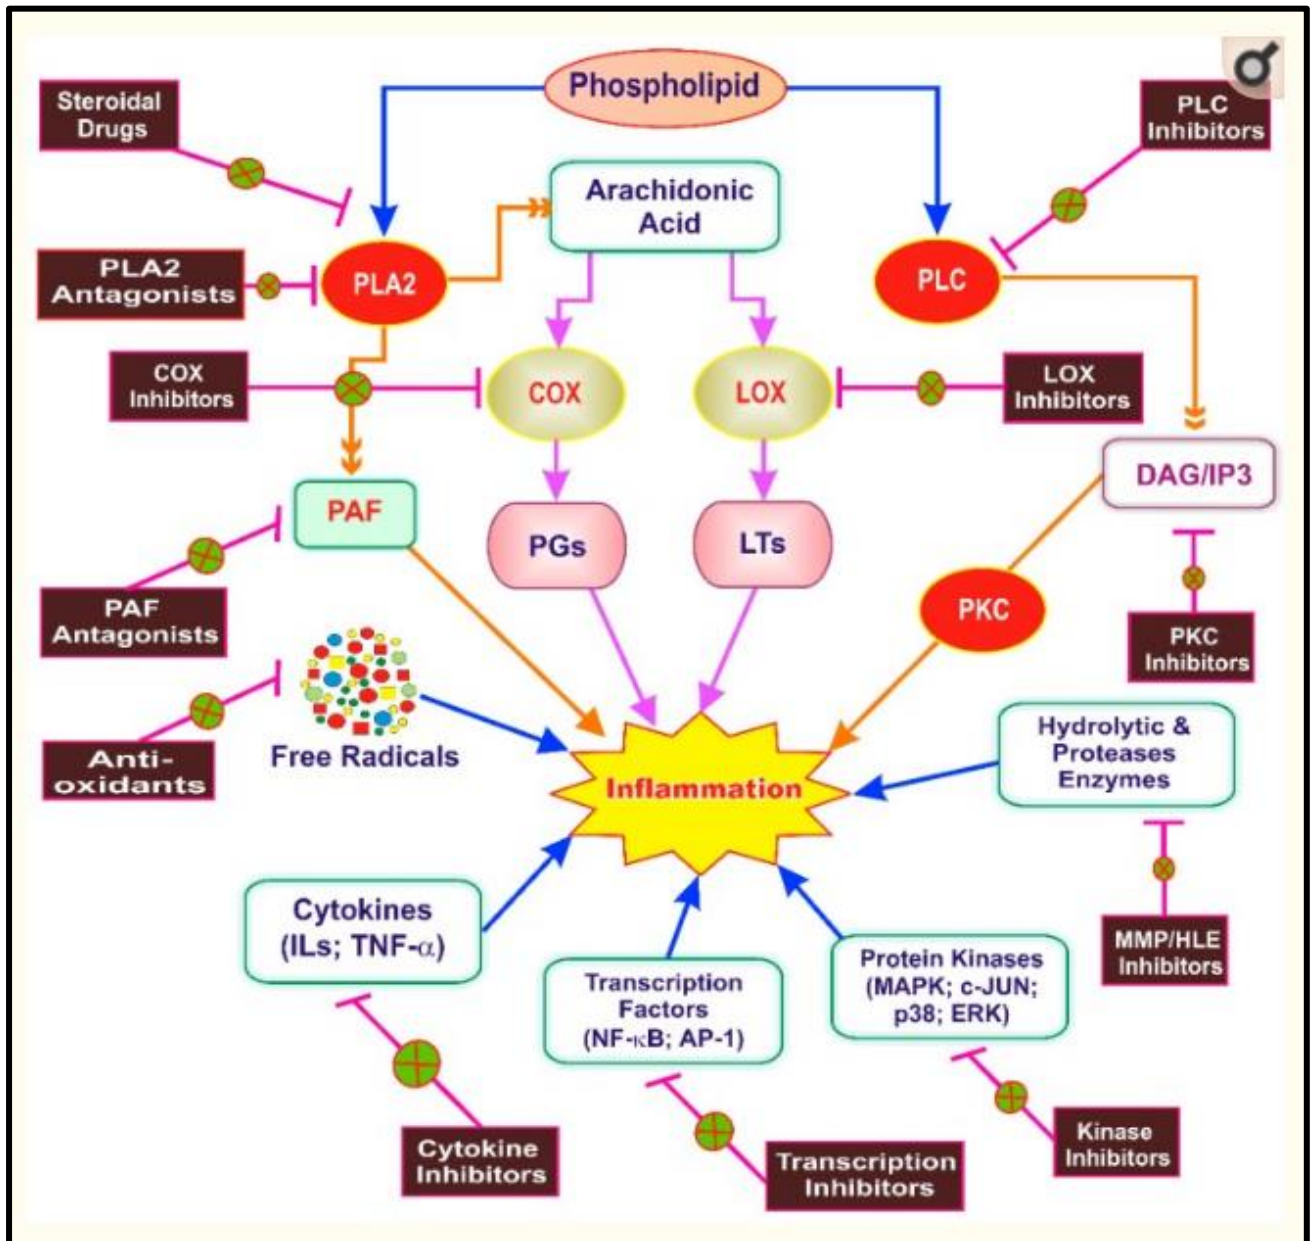 Phospholipid
Steroidal
Drugs
PLC
Inhibitors
Arachidonic
Acid
PLA2
Antagonists
PLA2
PLC
COX
Inhibitors
COX
LOX
LOX
Inhibitors
DAG/IP3
PAF
PGs
LTs
PAF
Antagonists
PKC
PKC
Inhibitors
Free Radicals
Anti-
oxidants
Hydrolytic &
Proteases
Enzymes
Inflammation
Cytokines
(ILs; TNF-α)
Transcription
Factors
(NF-κB; AP-1)
Protein Kinases
(MAPK; c-JUN;
p38; ERK)
MMP/HLE
Inhibitors
Cytokine
Inhibitors
Transcription
Inhibitors
Kinase
Inhibitors